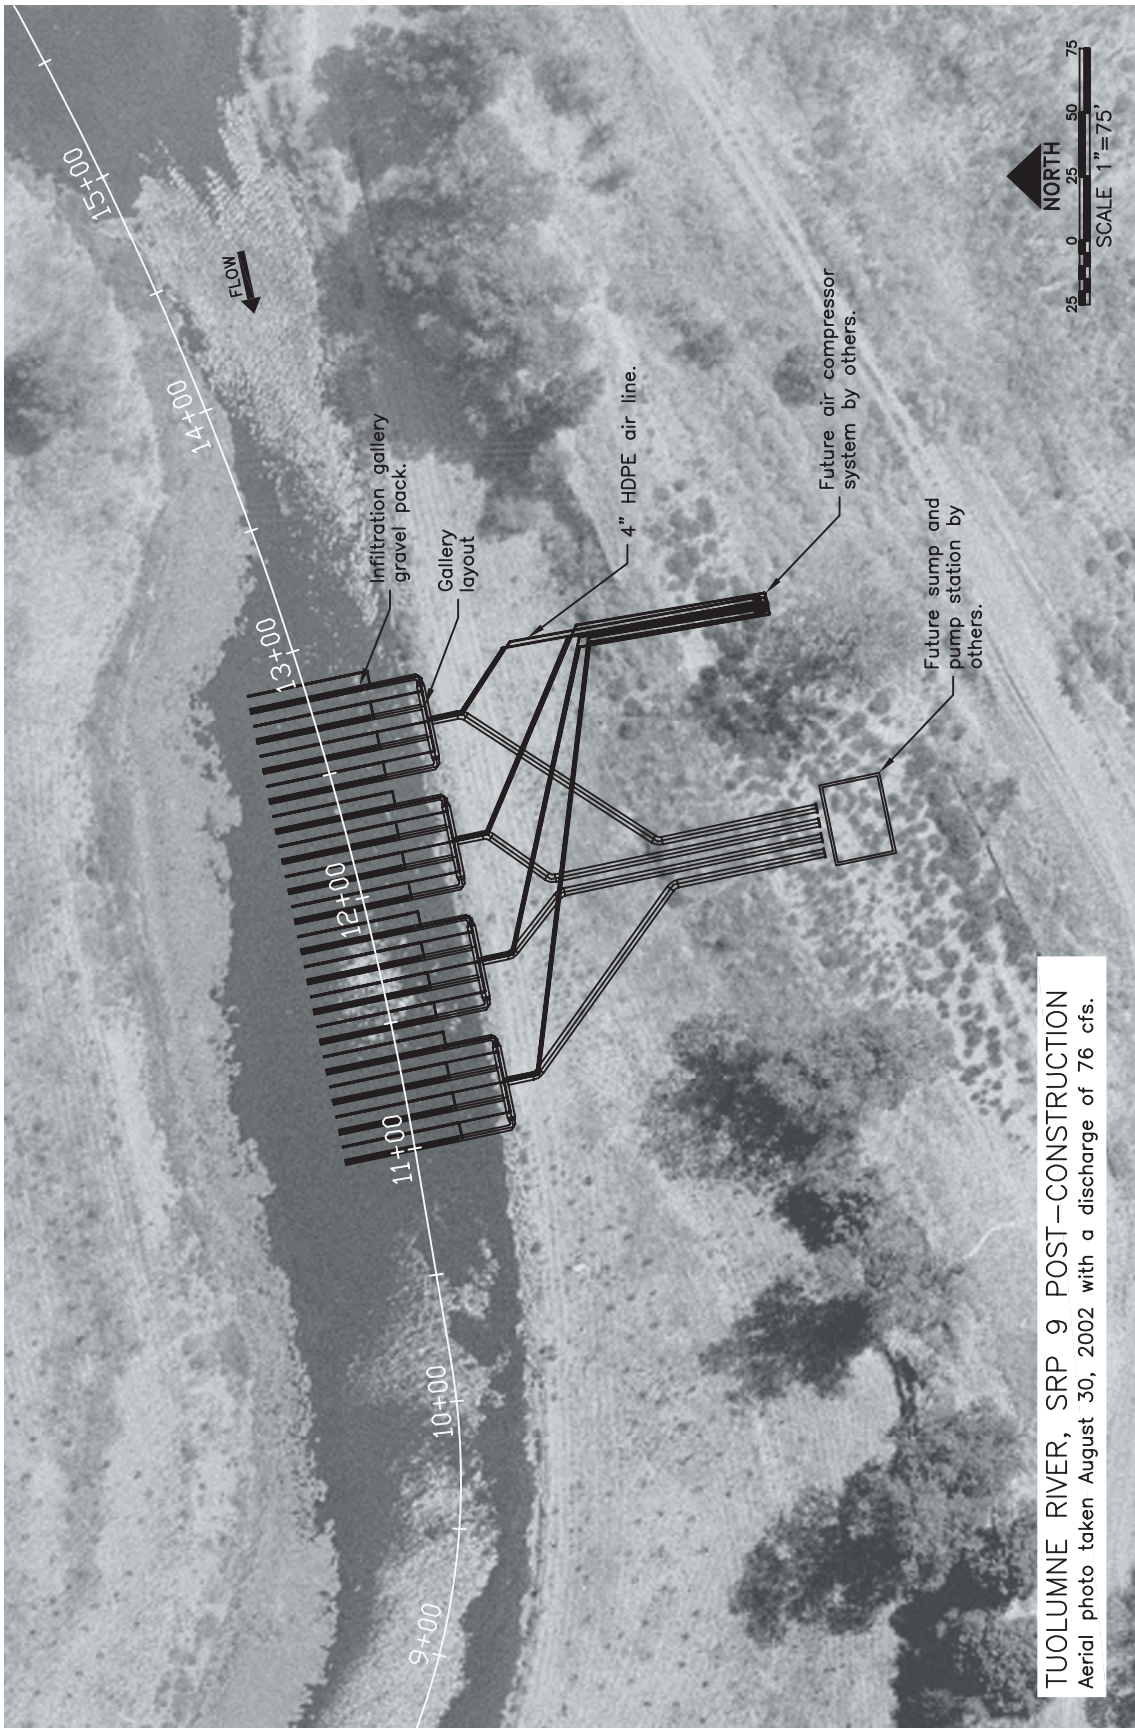 15+00
14+00
13+00
12+00
11+00
10+00
9+00
FLOW
Infiltration gallery
gravel pack.
Gallery
layout
4" HDPE air line.
Future air compressor
system by others.
Future sump and
pump station by
others.
NORTH
25 0 25 50 75
SCALE 1"=75'
TUOLUMNE RIVER, SRP 9 POST-CONSTRUCTION
Aerial photo taken August 30, 2002 with a discharge of 76 cfs.